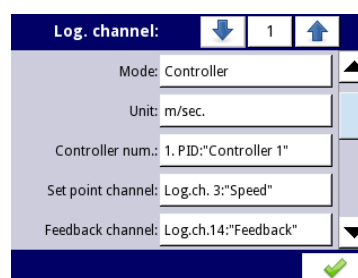 Log. channel: 1
Mode: Controller
Unit: m/sec.
Controller num.: 1. PID:"Controller 1"
Set point channel: Log.ch. 3:"Speed"
Feedback channel: Log.ch.14:"Feedback"